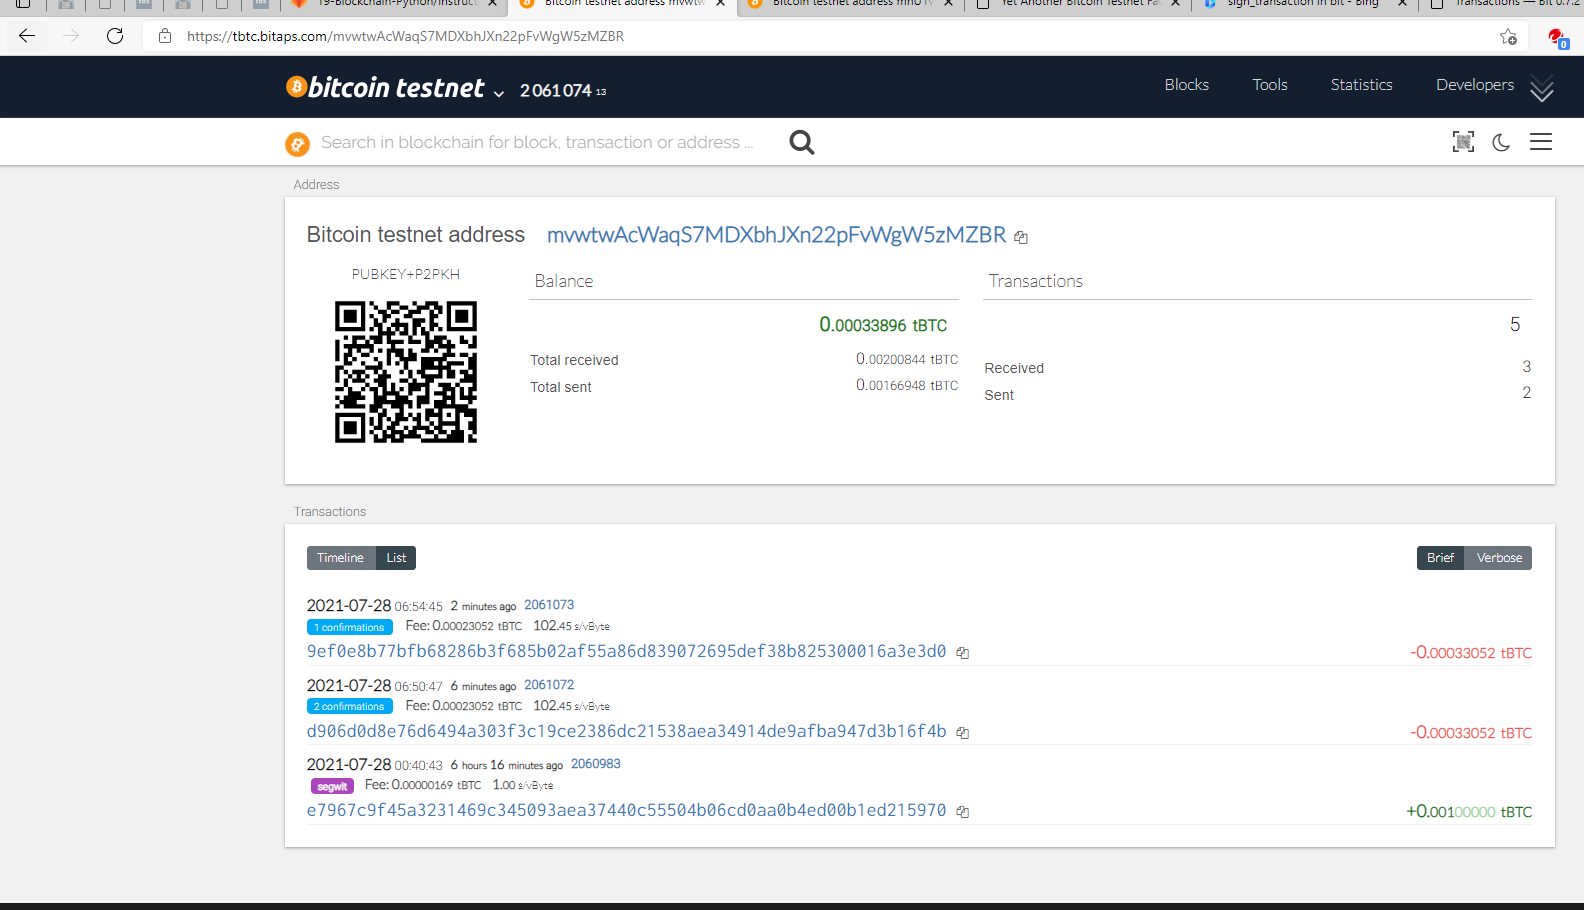 19-Blockchain-Python/Instruct
Bitcoin testnet address mvwtw
Bitcoin testnet address mn
Yet Another Bitcoin Testnet Fa
sign_transaction in bit - Bing
Transactions — Bit 0.7.2
https://tbtc.bitaps.com/mvwtwAcWaqS7MDXbhJXn22pFvWgW5zMZBR
0
bitcoin testnet 2 061 074 13
Blocks Tools Statistics Developers
Search in blockchain for block, transaction or address ...
Address
Bitcoin testnet address mvwtwAcWaqS7MDXbhJXn22pFvWgW5zMZBR
PUBKEY+P2PKH
Balance
0.00033896 tBTC
Total received 0.00200844 tBTC
Total sent 0.00166948 tBTC
Transactions
5
Received 3
Sent 2
Transactions
Timeline List
Brief Verbose
2021-07-28 06:54:45 2 minutes ago 2061073
1 confirmations Fee: 0.00023052 tBTC 102.45 s/vByte
9ef0e8b77bfb68286b3f685b02af55a86d839072695def38b825300016a3e3d0 -0.00033052 tBTC
2021-07-28 06:50:47 6 minutes ago 2061072
2 confirmations Fee: 0.00023052 tBTC 102.45 s/vByte
d906d0d8e76d6494a303f3c19ce2386dc21538aea34914de9afba947d3b16f4b -0.00033052 tBTC
2021-07-28 00:40:43 6 hours 16 minutes ago 2060983
segwit Fee: 0.00000169 tBTC 1.00 s/vByte
e7967c9f45a3231469c345093aea37440c55504b06cd0aa0b4ed00b1ed215970 +0.00100000 tBTC